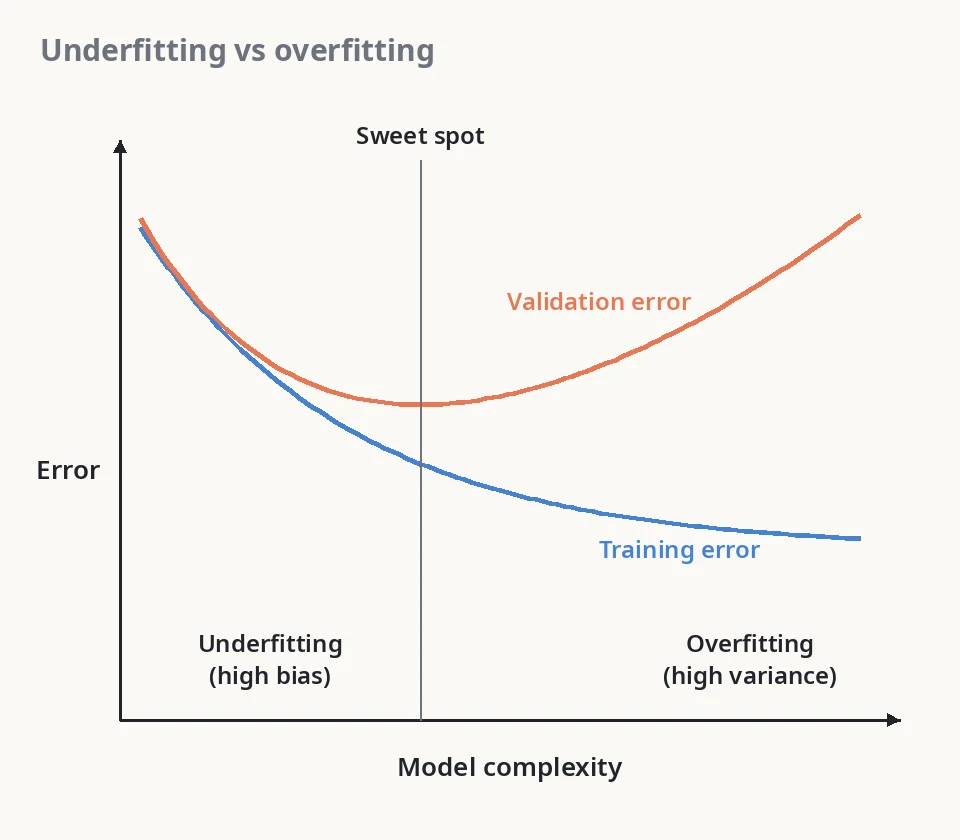 Underfitting vs overfitting
Sweet spot
Validation error
Error
Training error
Underfitting
(high bias)
Overfitting
(high variance)
Model complexity